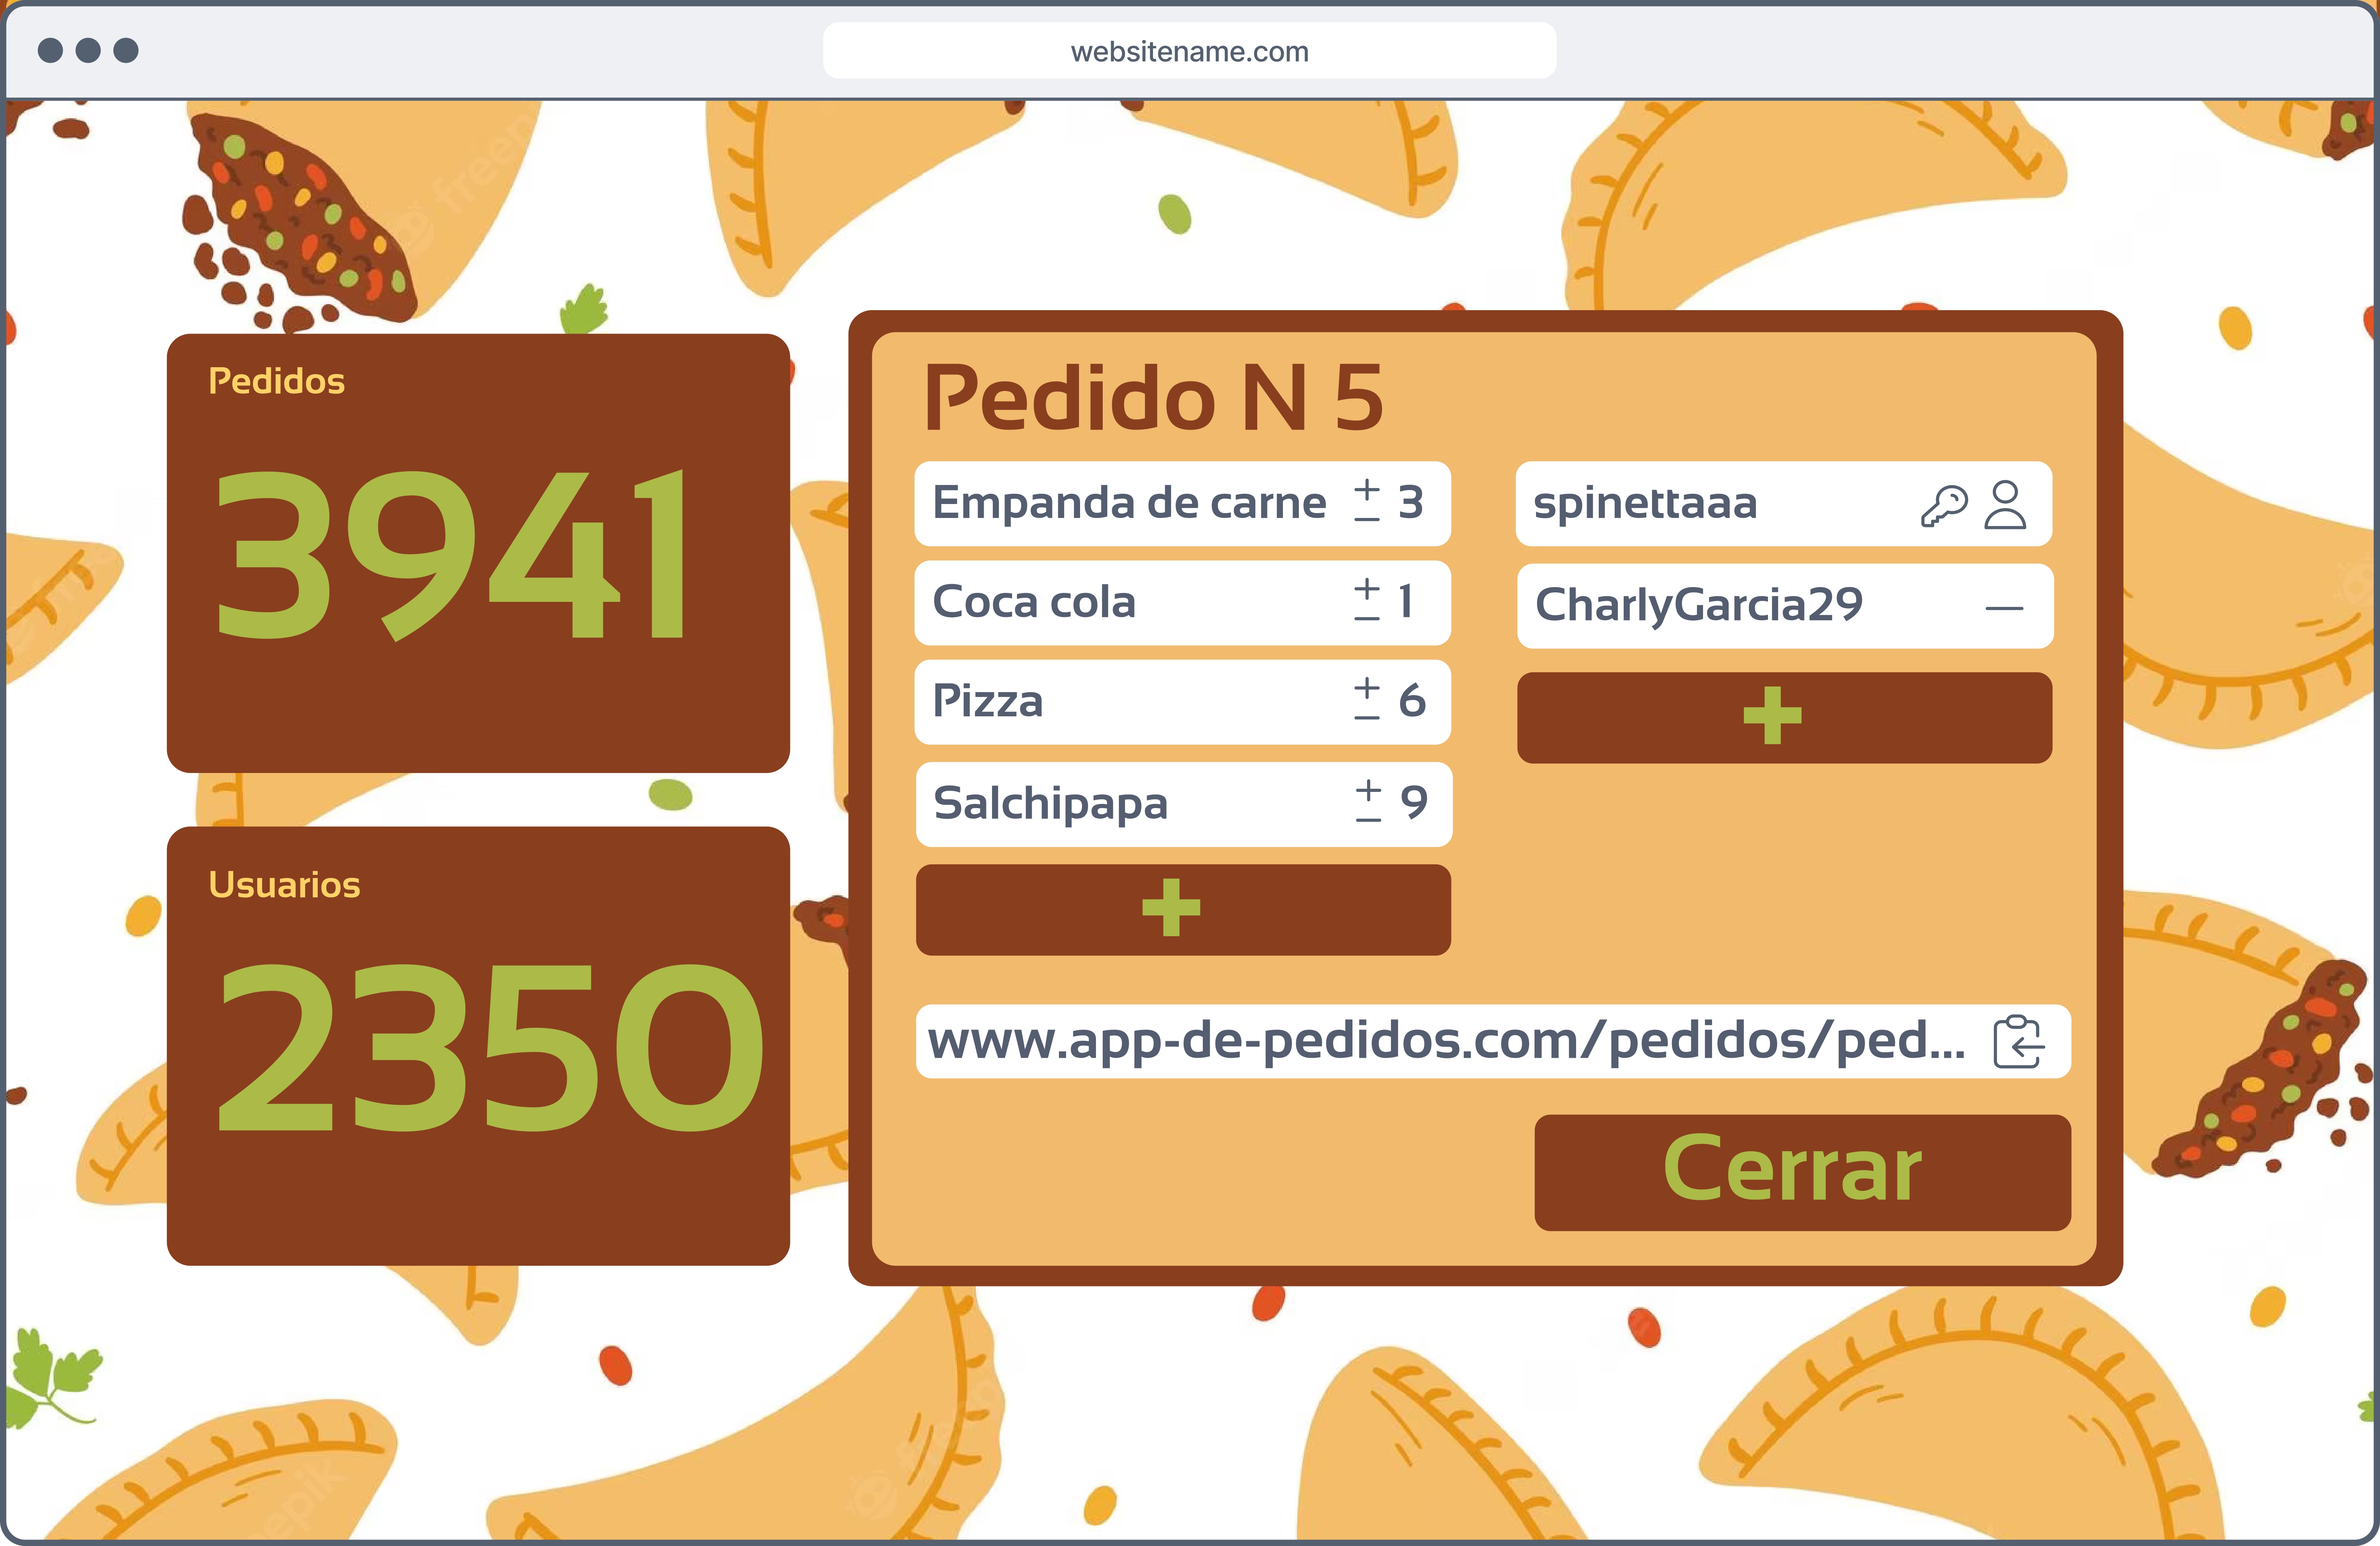 websitename.com
Pedidos
3941
Usuarios
2350
Pedido N 5
Empanda de carne + − 3
Coca cola + − 1
Pizza + − 6
Salchipapa + − 9
+
spinettaaa
CharlyGarcia29 −
+
www.app-de-pedidos.com/pedidos/ped...
Cerrar